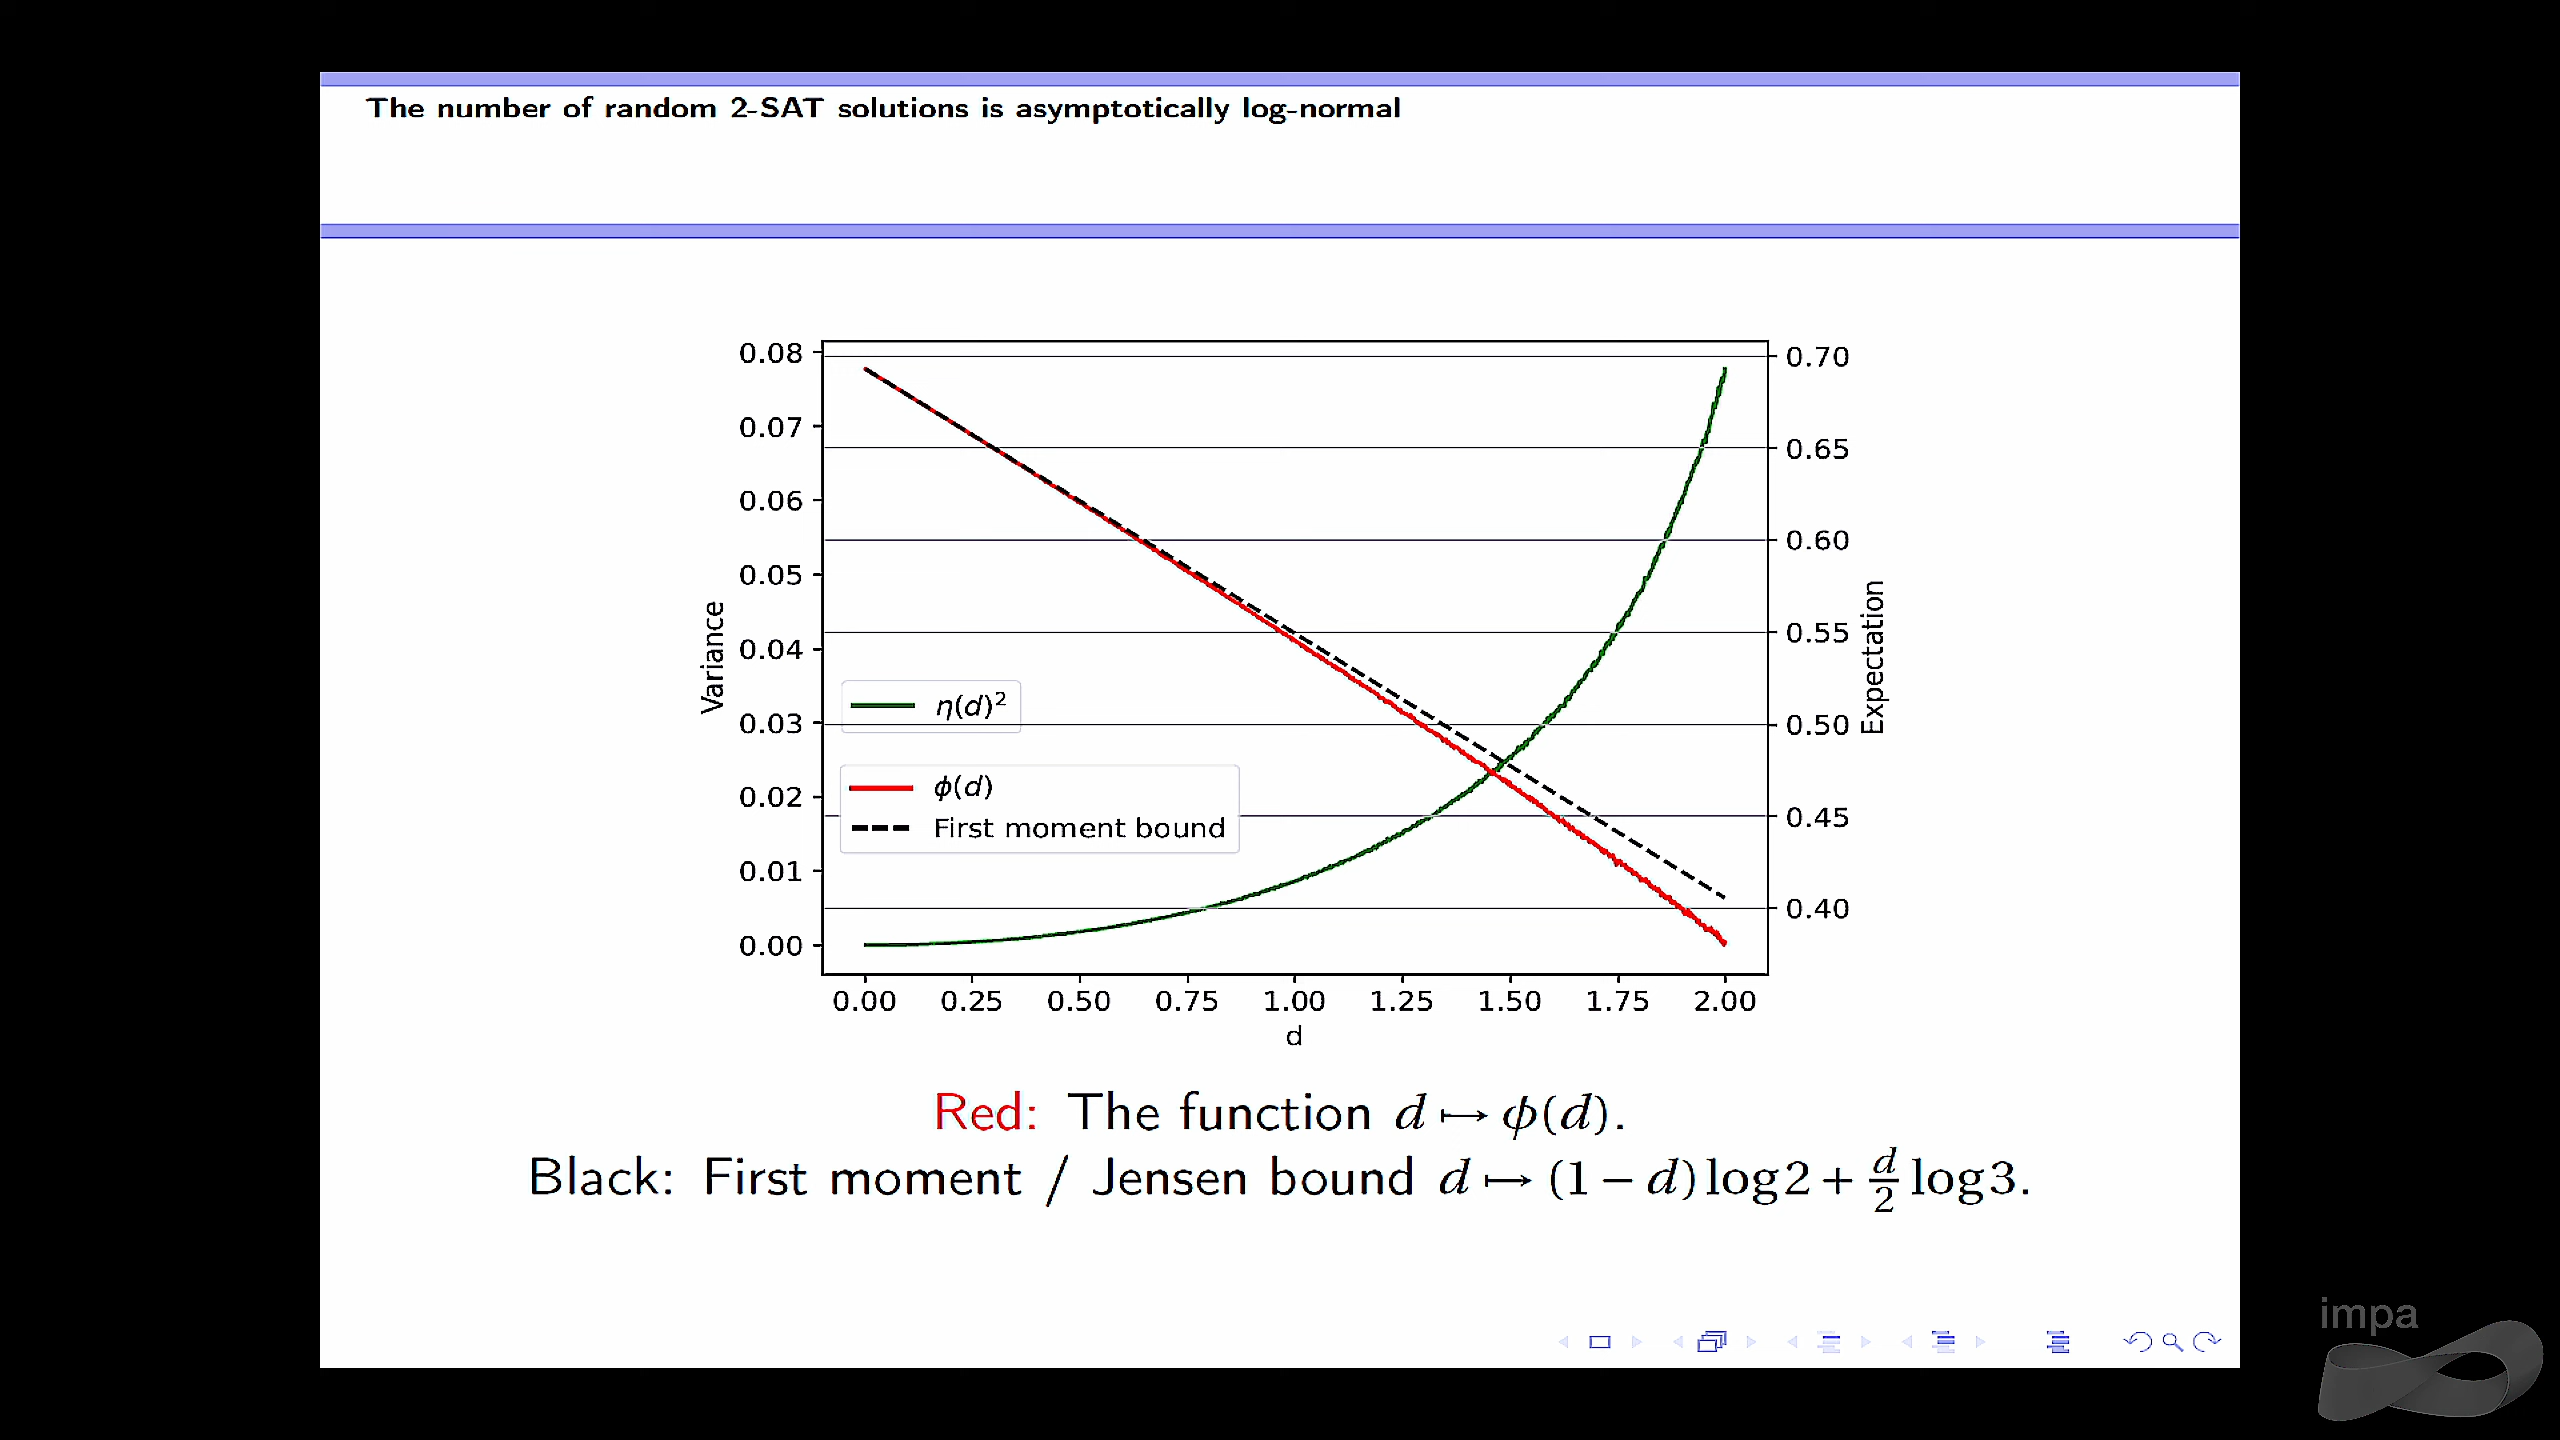 The number of random 2-SAT solutions is asymptotically log-normal
0.08
0.07
0.06
0.05
0.04
0.03
0.02
0.01
0.00
Variance
0.70
0.65
0.60
0.55
0.50
0.45
0.40
Expectation
η(d)²
ϕ(d)
First moment bound
0.00 0.25 0.50 0.75 1.00 1.25 1.50 1.75 2.00
d
Red: The function d ↦ ϕ(d).
Black: First moment / Jensen bound d ↦ (1 − d) log 2 + d/2 log 3.
impa